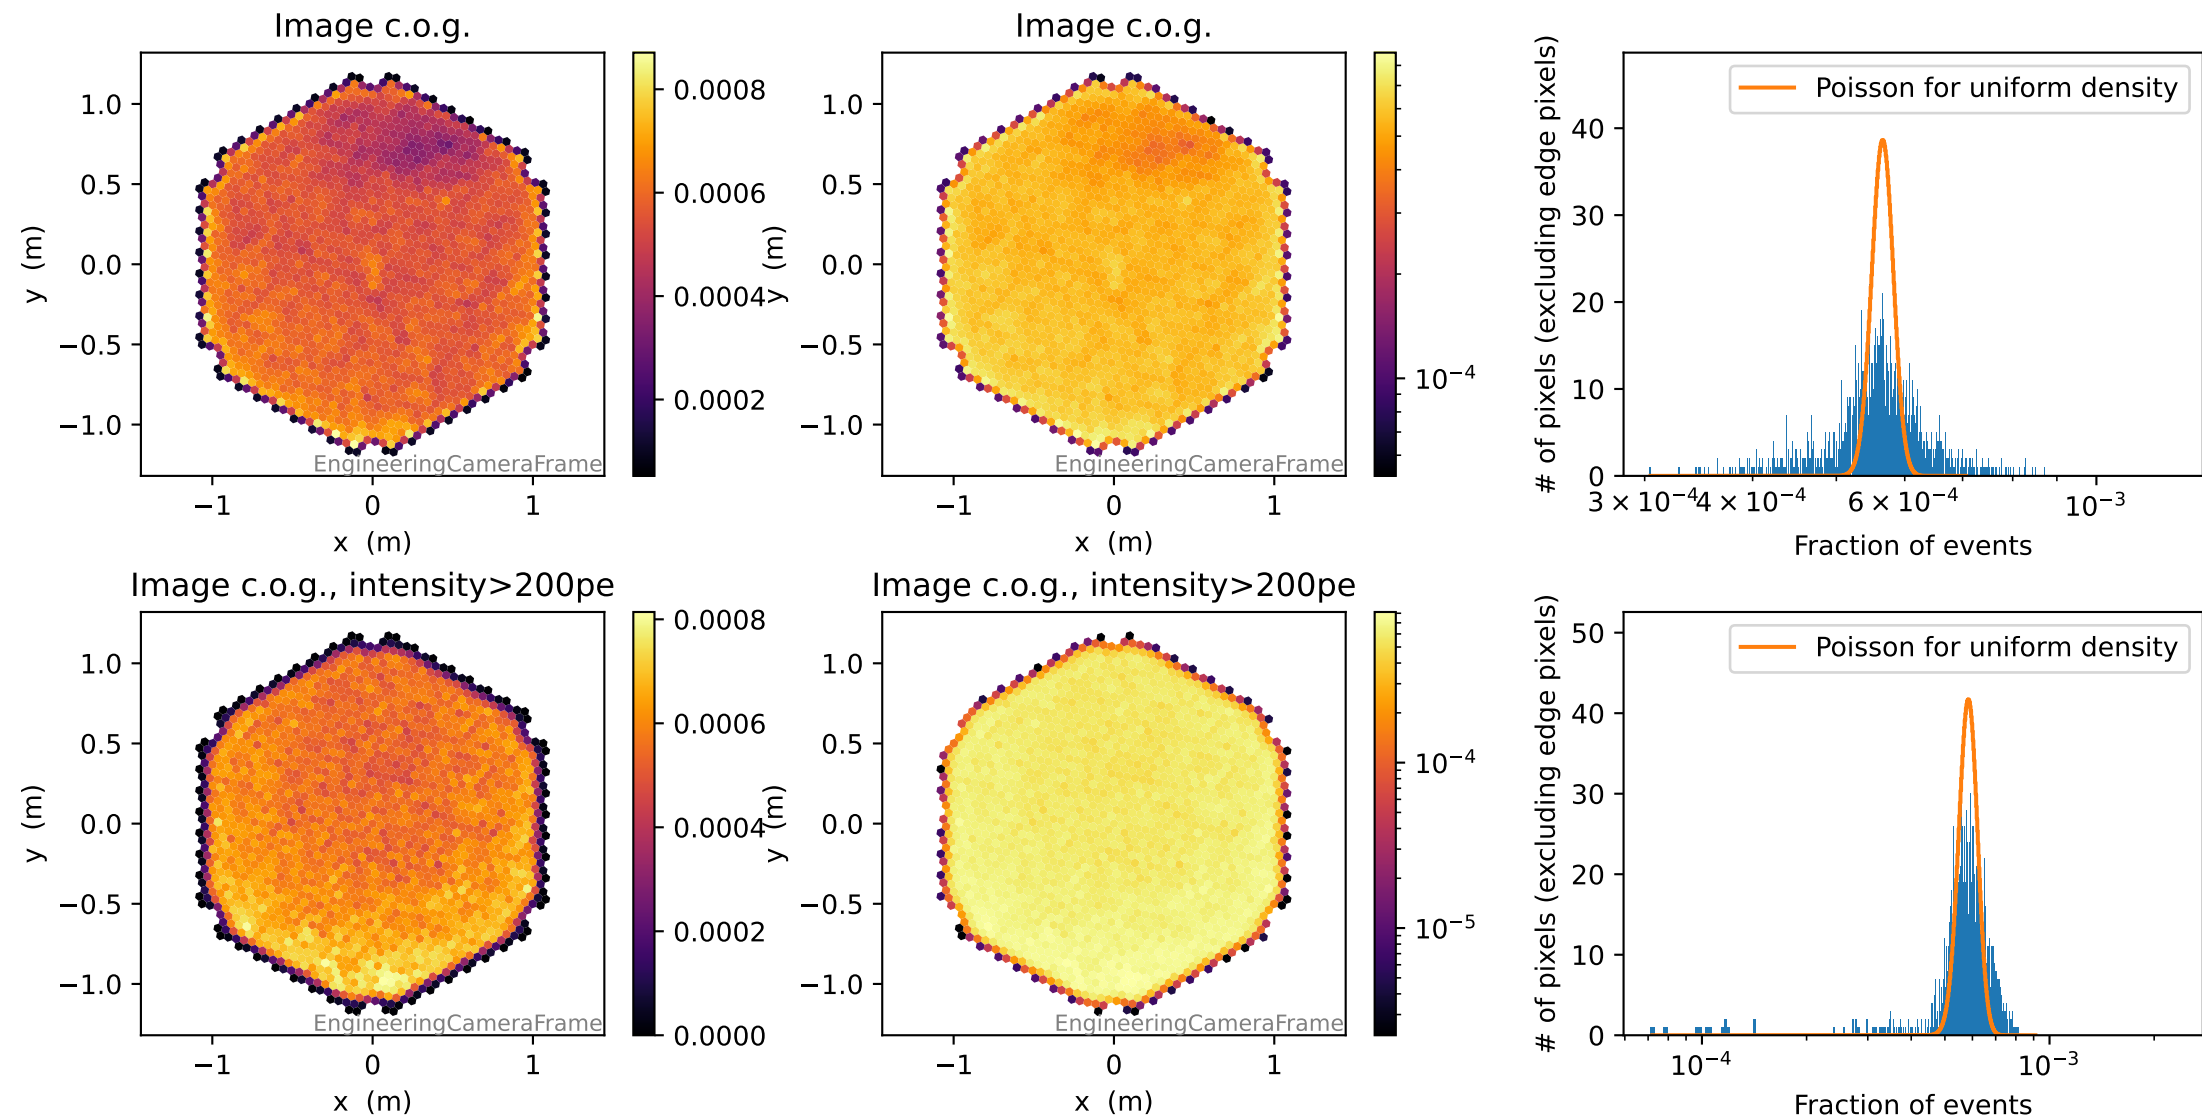 Image c.o.g.
y (m)
1.0
0.5
0.0
−0.5
−1.0
−1
0
1
x (m)
EngineeringCameraFrame
0.0008
0.0006
0.0004
0.0002
Image c.o.g.
y (m)
1.0
0.5
0.0
−0.5
−1.0
−1
0
1
x (m)
EngineeringCameraFrame
10⁻⁴
# of pixels (excluding edge pixels)
40
30
20
10
0
Poisson for uniform density
3 × 10⁻⁴
4 × 10⁻⁴
6 × 10⁻⁴
10⁻³
Fraction of events
Image c.o.g., intensity>200pe
y (m)
1.0
0.5
0.0
−0.5
−1.0
−1
0
1
x (m)
EngineeringCameraFrame
0.0008
0.0006
0.0004
0.0002
0.0000
Image c.o.g., intensity>200pe
y (m)
1.0
0.5
0.0
−0.5
−1.0
−1
0
1
x (m)
EngineeringCameraFrame
10⁻⁴
10⁻⁵
# of pixels (excluding edge pixels)
50
40
30
20
10
0
Poisson for uniform density
10⁻⁴
10⁻³
Fraction of events